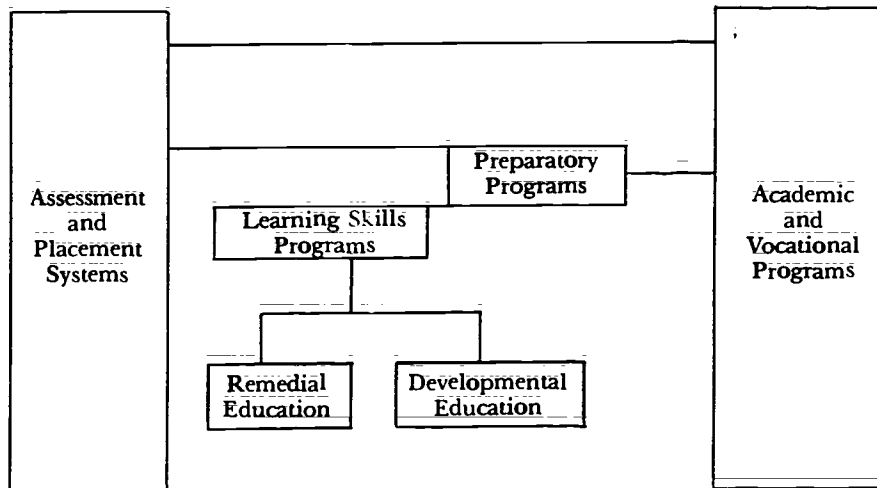 Assessment
and
Placement
Systems
Preparatory
Programs
Learning Skills
Programs
Remedial
Education
Developmental
Education
Academic
and
Vocational
Programs